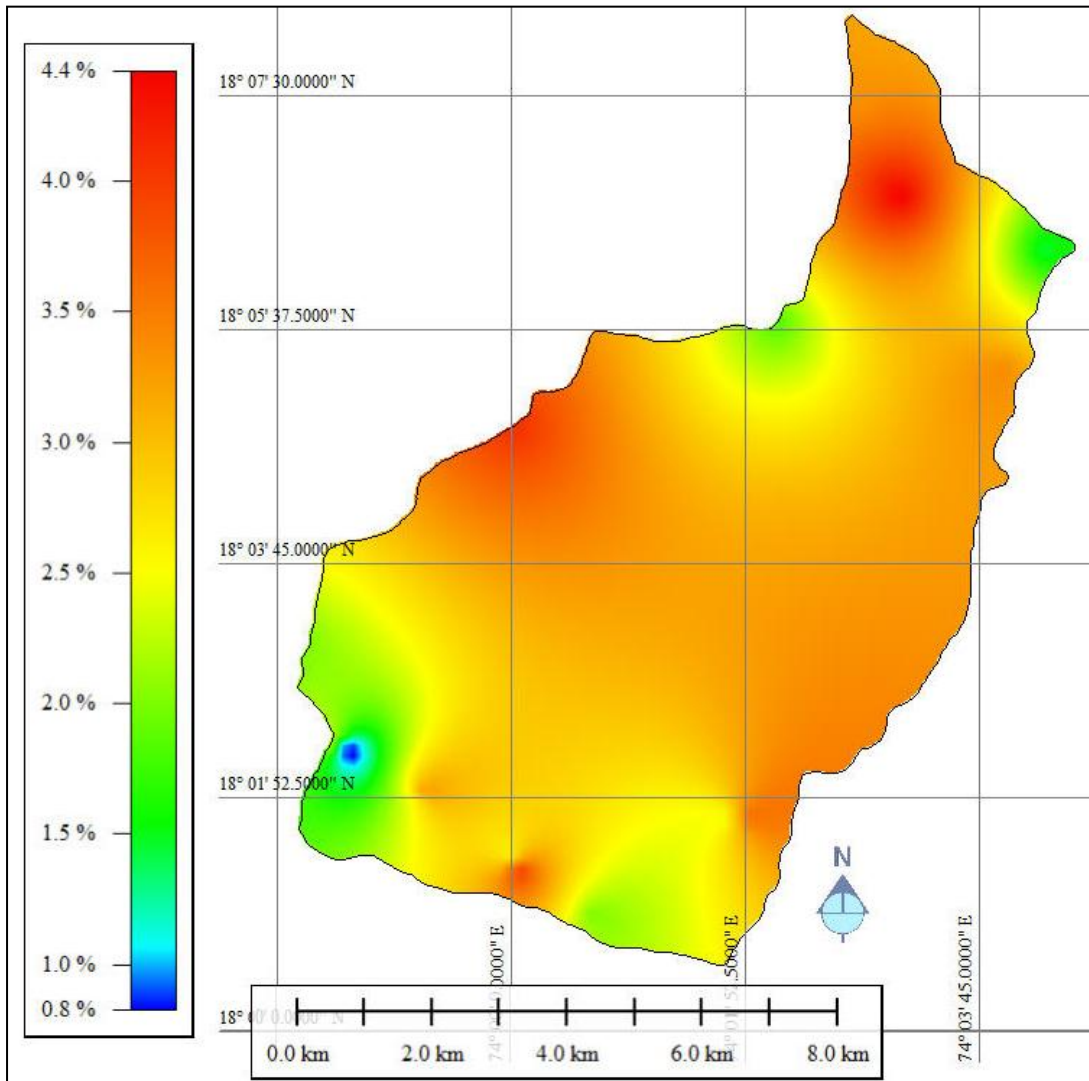 4.4 %
4.0 %
3.5 %
3.0 %
2.5 %
2.0 %
1.5 %
1.0 %
0.8 %
18° 07' 30.0000" N
18° 05' 37.5000" N
18° 03' 45.0000" N
18° 01' 52.5000" N
N
74° 03' 45.0000" E
0.0 km 2.0 km 4.0 km 6.0 km 8.0 km